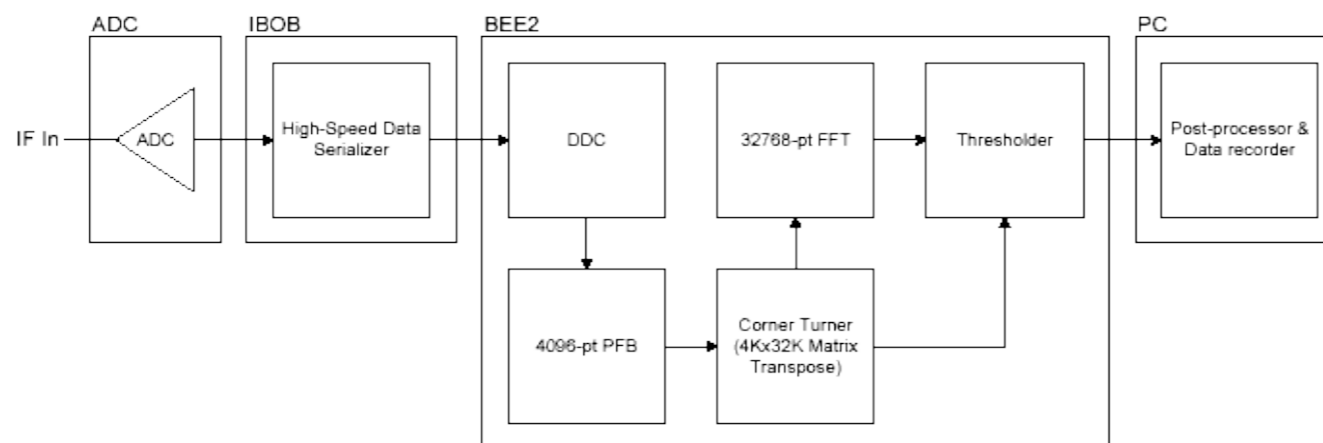 ADC
IBOB
BEE2
PC
IF In
ADC
High-Speed Data
Serializer
DDC
32768-pt FFT
Thresholder
Post-processor &
Data recorder
4096-pt PFB
Corner Turner
(4Kx32K Matrix
Transpose)